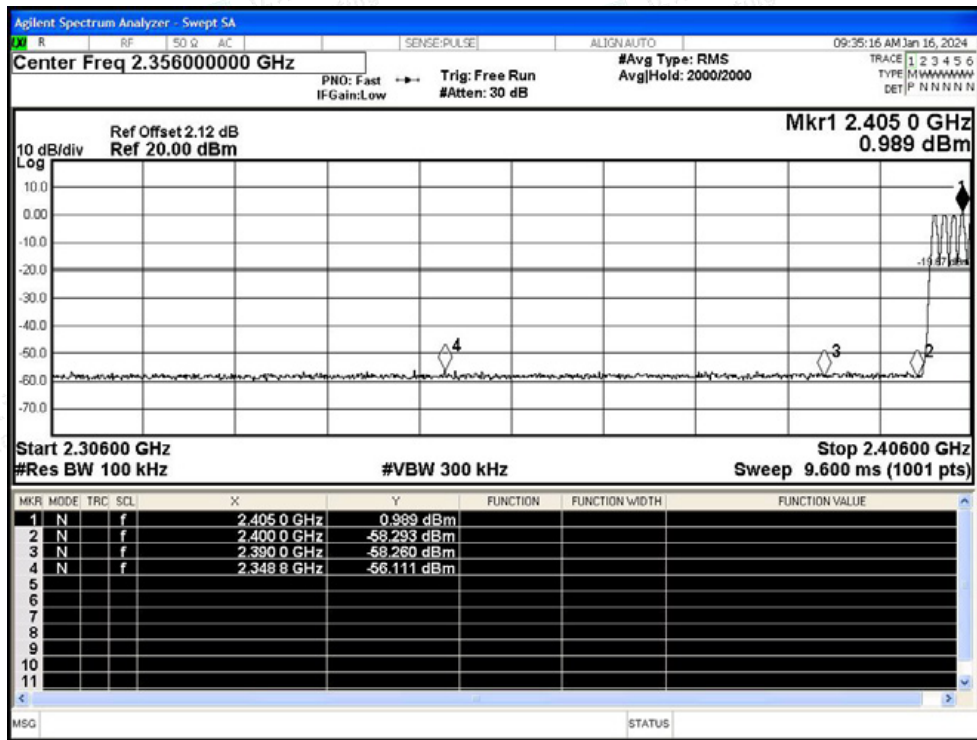 Agilent Spectrum Analyzer - Swept SA
R RF 50 Ω AC SENSE:PULSE ALIGN AUTO 09:35:16 AM Jan 16, 2024
Center Freq 2.356000000 GHz
PNO: Fast
IFGain:Low
Trig: Free Run
#Atten: 30 dB
#Avg Type: RMS
Avg|Hold: 2000/2000
TRACE 1 2 3 4 5 6
TYPE MWWWWW
DET P N N N N N
Ref Offset 2.12 dB
10 dB/div Ref 20.00 dBm
Log
Mkr1 2.405 0 GHz
0.989 dBm
10.0
0.00
-10.0
-20.0
-30.0
-40.0
-50.0
-60.0
-70.0
1
2
3
4
Start 2.30600 GHz
Stop 2.40600 GHz
#Res BW 100 kHz
#VBW 300 kHz
Sweep 9.600 ms (1001 pts)
MKR MODE TRC SCL X Y FUNCTION FUNCTION WIDTH FUNCTION VALUE
1 N f 2.405 0 GHz 0.989 dBm
2 N f 2.400 0 GHz -58.293 dBm
3 N f 2.390 0 GHz -58.260 dBm
4 N f 2.348 8 GHz -56.111 dBm
5
6
7
8
9
10
11
MSG STATUS